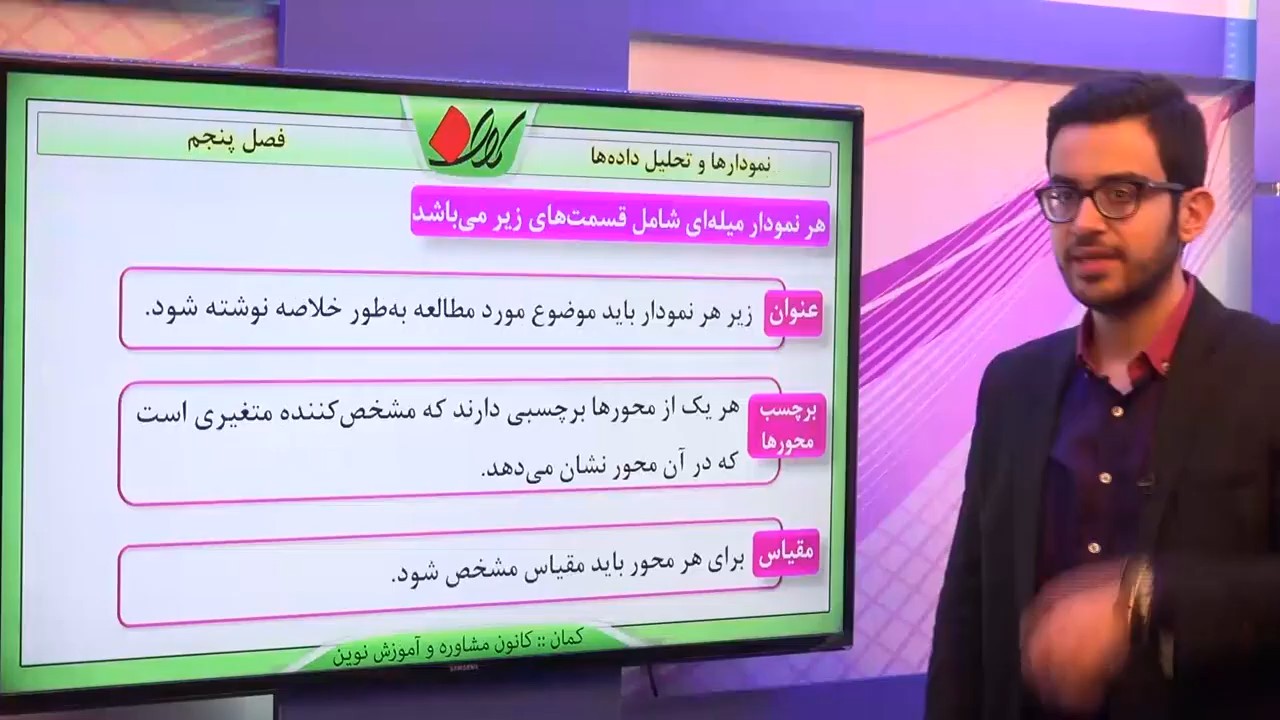 نمودارها و تحلیل داده‌ها
کمان
فصل پنجم
هر نمودار میله‌ای شامل قسمت‌های زیر می‌باشد
عنوان
زیر هر نمودار باید موضوع مورد مطالعه به‌طور خلاصه نوشته شود.
برچسب
محورها
هر یک از محورها برچسبی دارند که مشخص‌کننده متغیری است
که در آن محور نشان می‌دهد.
مقیاس
برای هر محور باید مقیاس مشخص شود.
کمان :: کانون مشاوره و آموزش نوین
SAMSUNG